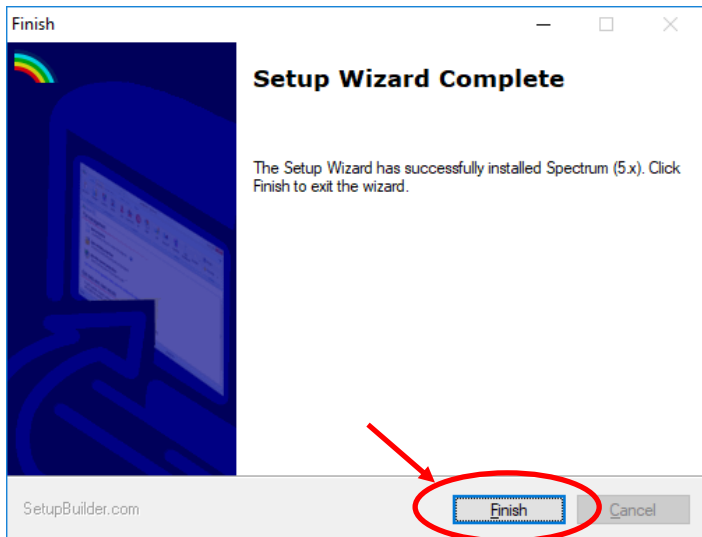 Finish
Setup Wizard Complete
The Setup Wizard has successfully installed Spectrum (5.x). Click
Finish to exit the wizard.
SetupBuilder.com
Finish
Cancel